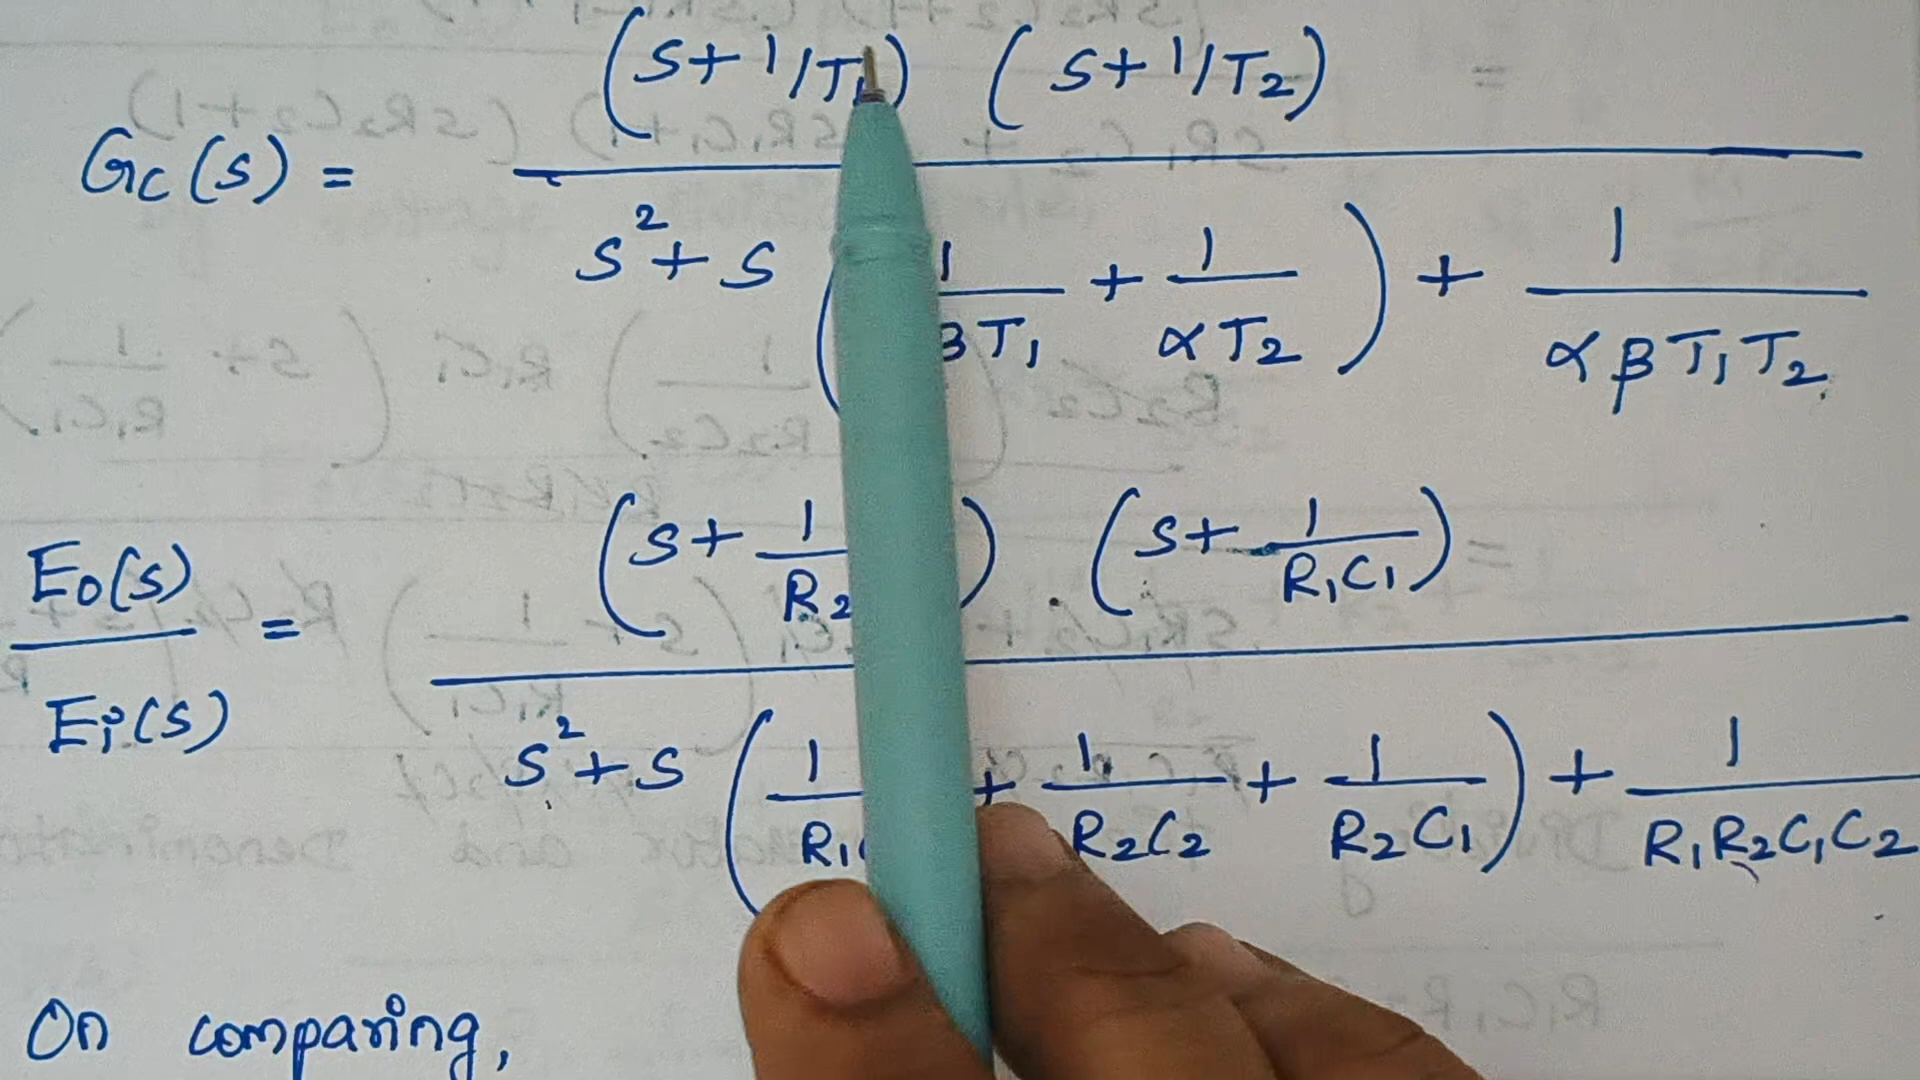 (S+1/T1) (S+1/T2)
Gc(s) =
S²+ S ( 1/βT1 + 1/αT2 ) + 1/αβT1T2
(S+ 1/R2 ) . (S+ 1/R1C1)
Eo(s)/Ei(s) =
S²+ S ( 1/R1 + 1/R2C2 + 1/R2C1 ) + 1/R1R2C1C2
On comparing,